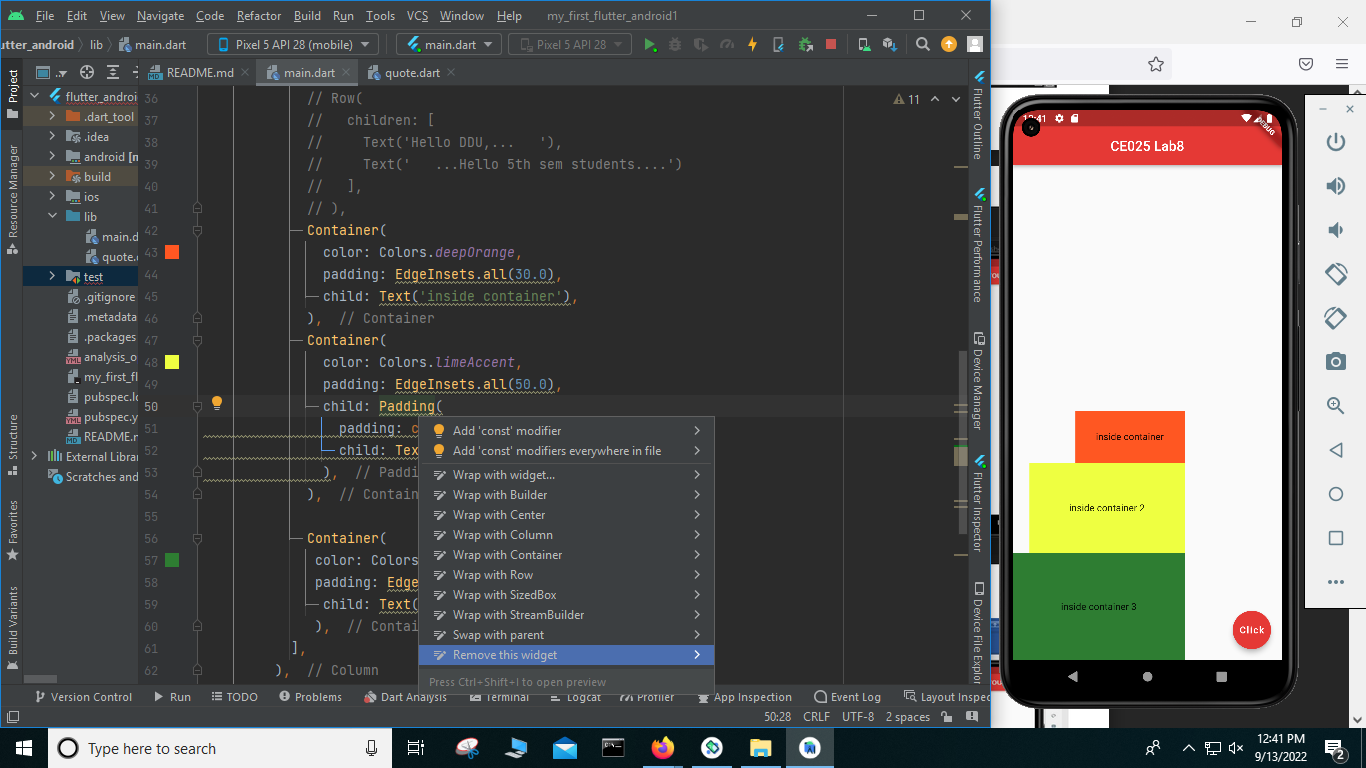 File Edit View Navigate Code Refactor Build Run Tools VCS Window Help my_first_flutter_android1
utter_android lib main.dart Pixel 5 API 28 (mobile) main.dart Pixel 5 API 28
Project
Resource Manager
Structure
Favorites
Build Variants
flutter_androi
.dart_tool
.idea
android [m
build
ios
lib
main.d
quote.
test
.gitignore
.metadata
.packages
analysis_o
my_first_fl
pubspec.lo
pubspec.y
README.m
External Librar
Scratches and
README.md main.dart quote.dart
11
36 // Row(
37 // children: [
38 // Text('Hello DDU,... '),
39 // Text(' ...Hello 5th sem students....')
40 // ],
41 // ),
42 Container(
43 color: Colors.deepOrange,
44 padding: EdgeInsets.all(30.0),
45 child: Text('inside container'),
46 ), // Container
47 Container(
48 color: Colors.limeAccent,
49 padding: EdgeInsets.all(50.0),
50 child: Padding(
51 padding: c
52 child: Tex
53 ), // Paddi
54 ), // Contain
55
56 Container(
57 color: Colors
58 padding: Edge
59 child: Text(
60 ), // Contai
61 ],
62 ), // Column
Add 'const' modifier
Add 'const' modifiers everywhere in file
Wrap with widget...
Wrap with Builder
Wrap with Center
Wrap with Column
Wrap with Container
Wrap with Row
Wrap with SizedBox
Wrap with StreamBuilder
Swap with parent
Remove this widget
Press Ctrl+Shift+I to open preview
Flutter Outline
Flutter Performance
Device Manager
Flutter Inspector
Device File Explor
Version Control Run TODO Problems Dart Analysis Terminal Logcat Profiler App Inspection Event Log Layout Inspec
50:28 CRLF UTF-8 2 spaces
12:41
DEBUG
CE025 Lab8
inside container
inside container 2
inside container 3
Click
Type here to search
12:41 PM
9/13/2022
2